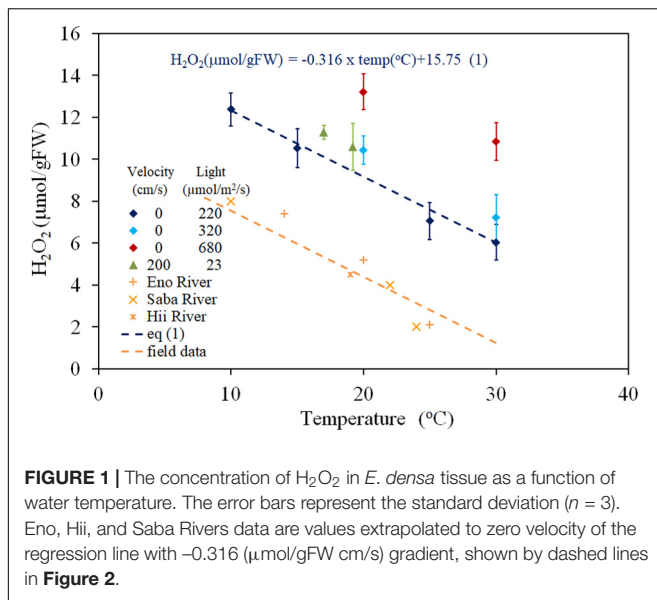 16
14
12
10
8
6
4
2
0
H₂O₂ (µmol/gFW)
H₂O₂(µmol/gFW) = -0.316 x temp(°C)+15.75 (1)
Velocity Light
(cm/s) (µmol/m²/s)
0 220
0 320
0 680
200 23
Eno River
Saba River
Hii River
eq (1)
field data
0 10 20 30 40
Temperature (°C)
FIGURE 1 | The concentration of H₂O₂ in E. densa tissue as a function of
water temperature. The error bars represent the standard deviation (n = 3).
Eno, Hii, and Saba Rivers data are values extrapolated to zero velocity of the
regression line with –0.316 (µmol/gFW cm/s) gradient, shown by dashed lines
in Figure 2.